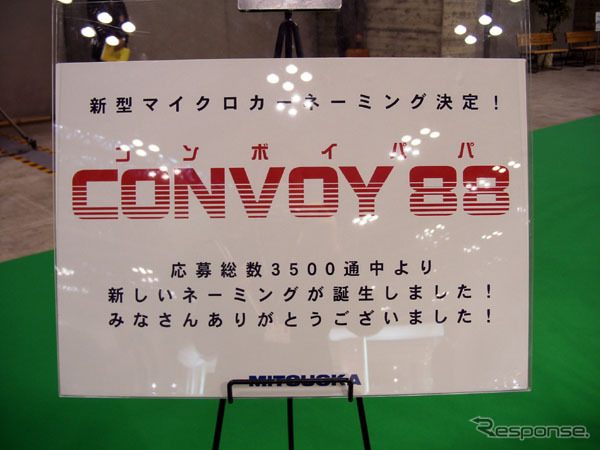 新型マイクロカーネーミング決定！
コンボイパパ
CONVOY 88
応募総数3500通中より
新しいネーミングが誕生しました！
みなさんありがとうございました！
MITSUOKA
Response.